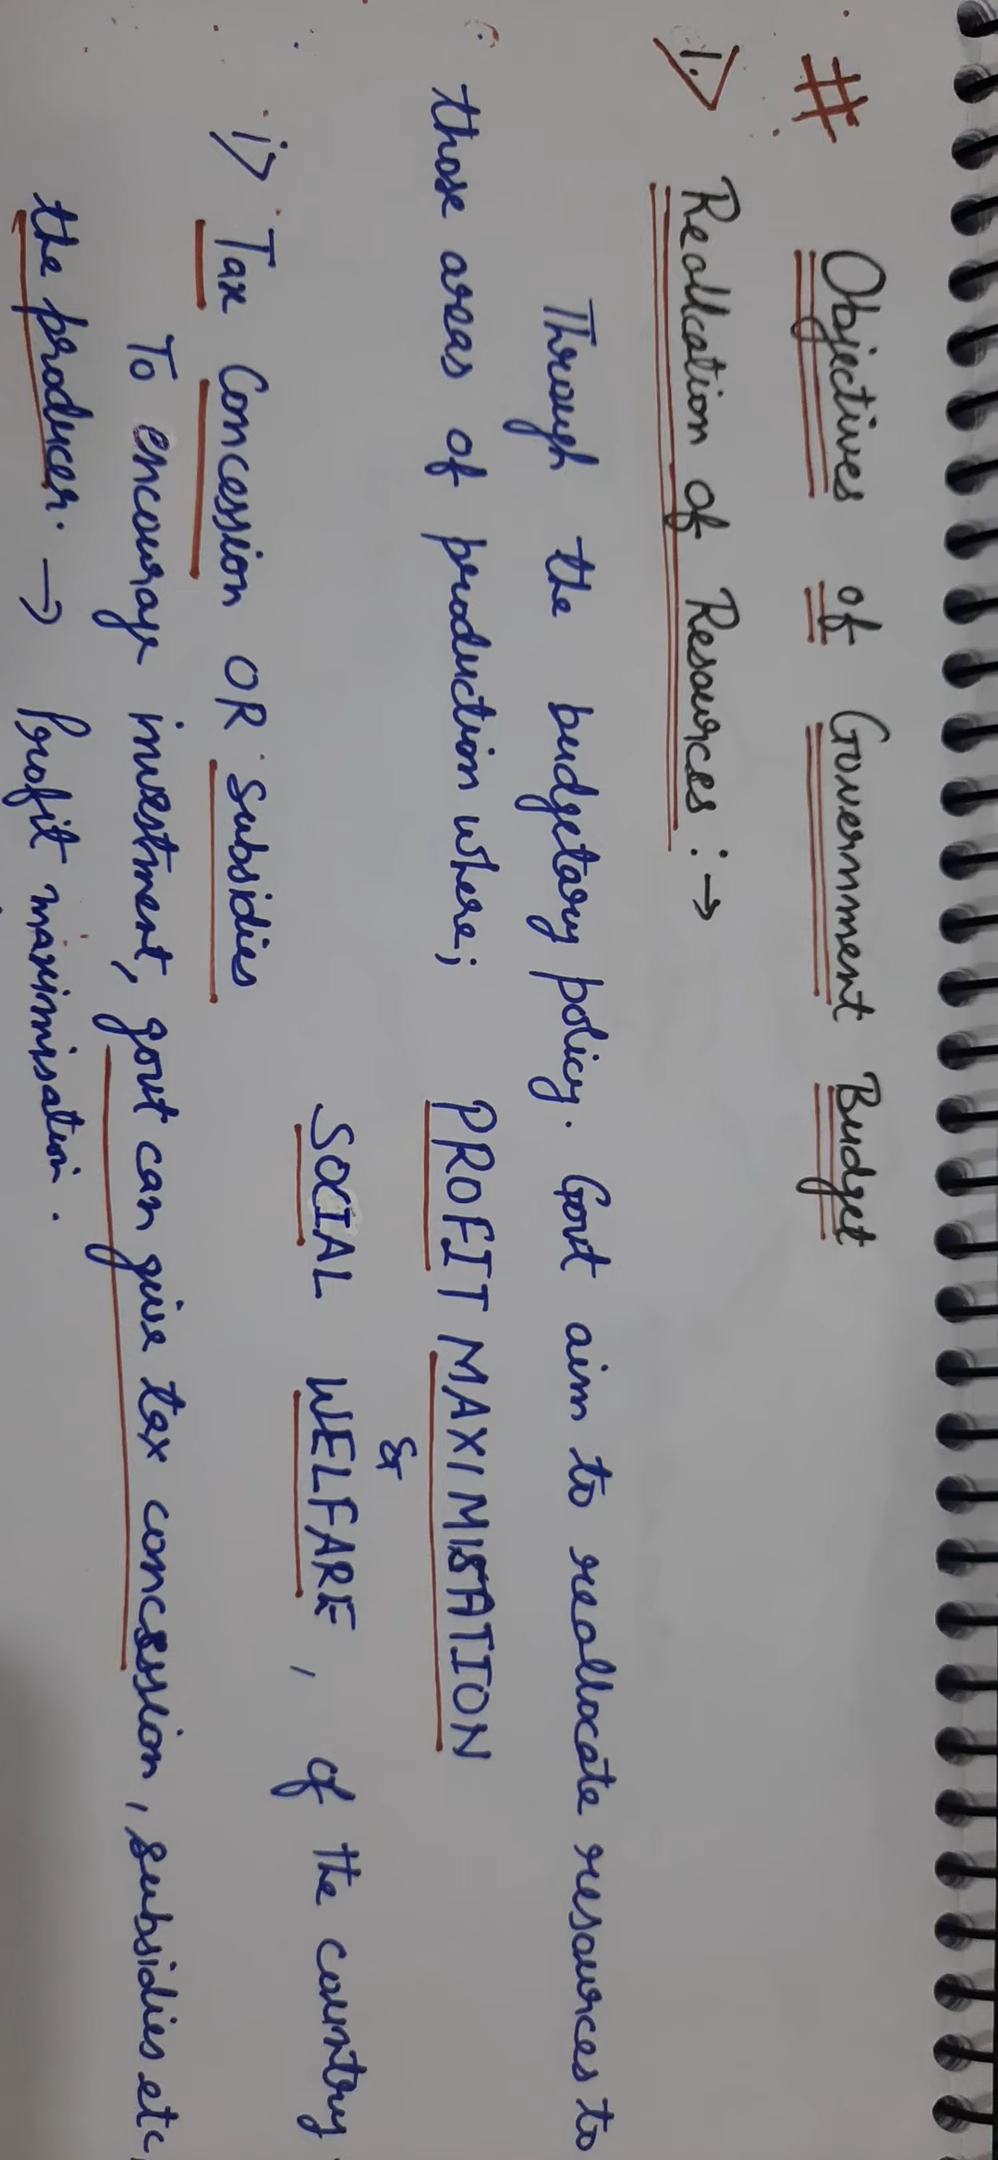 # Objectives of Government Budget
1.> Reallcation of Resources :→
Through the budgetary policy. Govt aim to reallocate resources to
those areas of production where; PROFIT MAXIMISATION
&
SOCIAL WELFARE, of the country
i> Tax Concession OR Subsidies
To encourage investment, govt can give tax concession, subsidies etc,
the producer. → Profit maximisation.